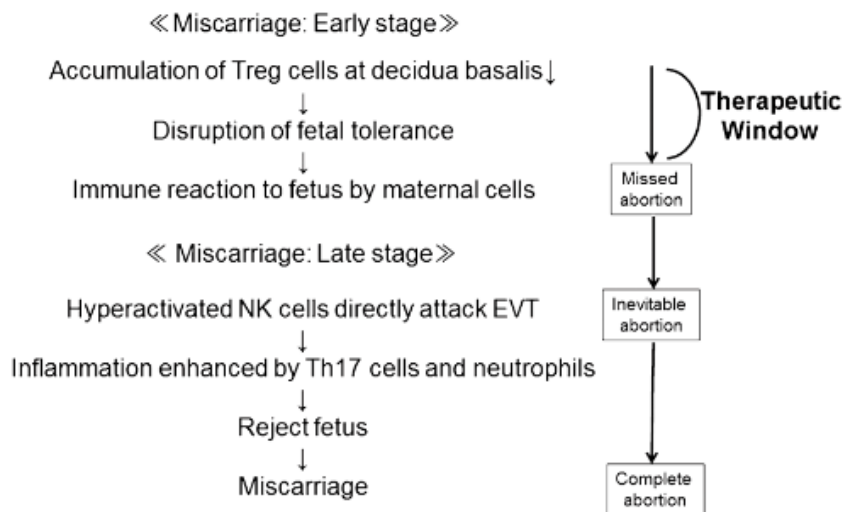 ≪Miscarriage: Early stage≫
Accumulation of Treg cells at decidua basalis↓
↓
Disruption of fetal tolerance
↓
Immune reaction to fetus by maternal cells
≪ Miscarriage: Late stage≫
Hyperactivated NK cells directly attack EVT
↓
Inflammation enhanced by Th17 cells and neutrophils
↓
Reject fetus
↓
Miscarriage
Therapeutic
Window
Missed
abortion
Inevitable
abortion
Complete
abortion